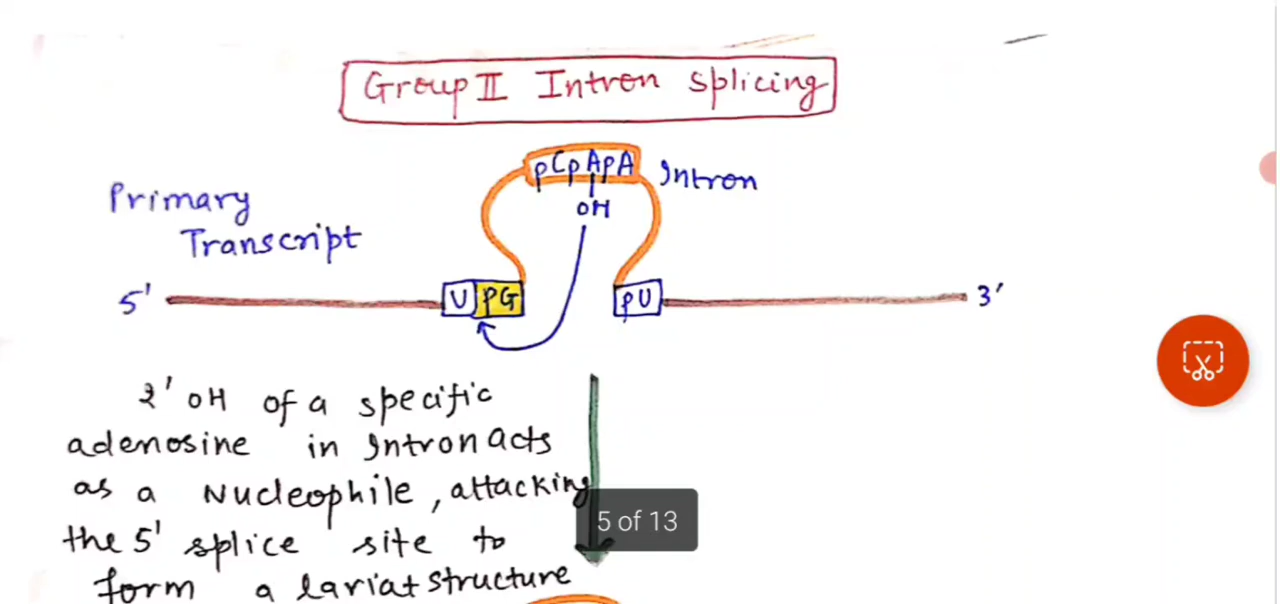 Group II Intron splicing
pCpApA
Intron
OH
Primary
Transcript
5'
U
PG
pU
3'
2' OH of a specific
adenosine in Intron acts
as a Nucleophile, attacking
the 5' splice site to
form a lariat structure
5 of 13